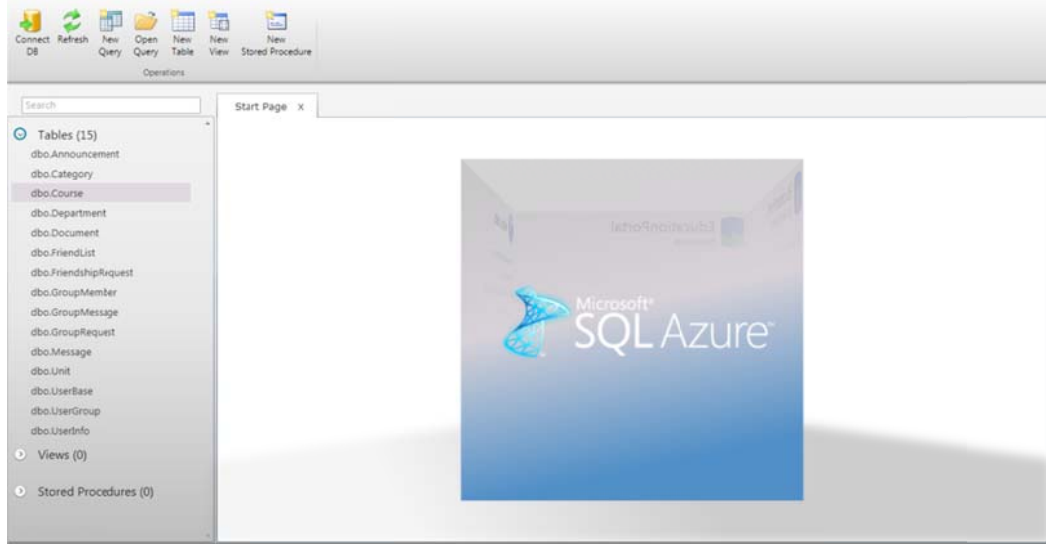 Connect DB
Refresh
New Query
Open Query
New Table
New View
New Stored Procedure
Operations
Search
Start Page x
Tables (15)
dbo.Announcement
dbo.Category
dbo.Course
dbo.Department
dbo.Document
dbo.FriendList
dbo.FriendshipRequest
dbo.GroupMember
dbo.GroupMessage
dbo.GroupRequest
dbo.Message
dbo.Unit
dbo.UserBase
dbo.UserGroup
dbo.UserInfo
Views (0)
Stored Procedures (0)
EducationPortal
Microsoft®
SQL Azure™